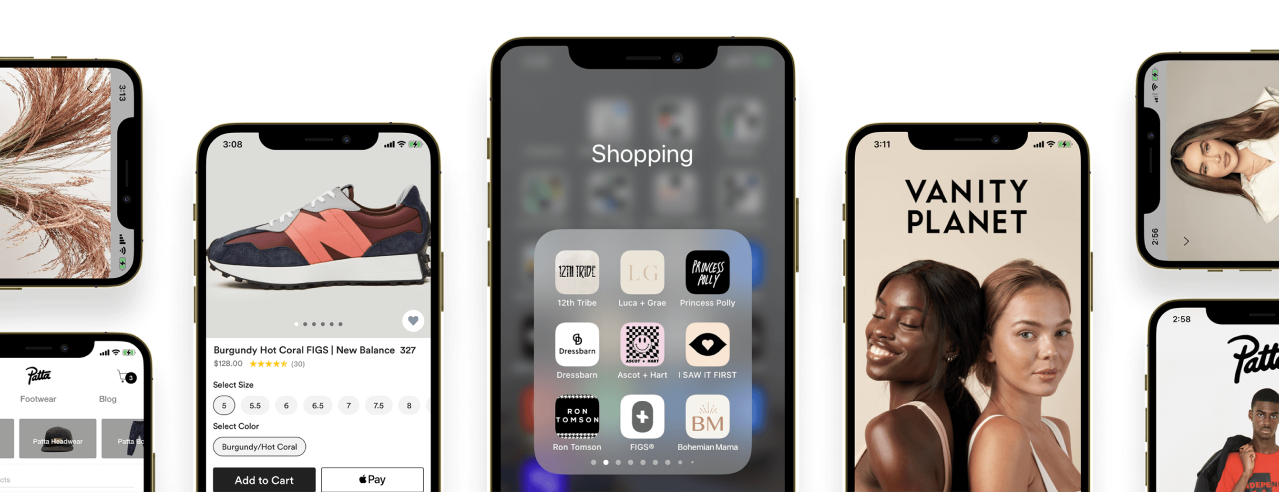 3:13
Patta
3
Footwear
Blog
Patta Headwear
Patta Bo
cts
3:08
Burgundy Hot Coral FIGS | New Balance 327
$128.00
(30)
Select Size
5
5.5
6
6.5
7
7.5
8
Select Color
Burgundy/Hot Coral
Add to Cart
Pay
Shopping
12TH TRIBE
LG
PRINCESS
POLLY
12th Tribe
Luca + Grae
Princess Polly
Dressbarn
ASCOT + HART
Dressbarn
Ascot + Hart
I SAW IT FIRST
RON
TOMSON
BM
Ron Tomson
FIGS®
Bohemian Mama
3:11
VANITY
PLANET
2:56
2:58
Patta